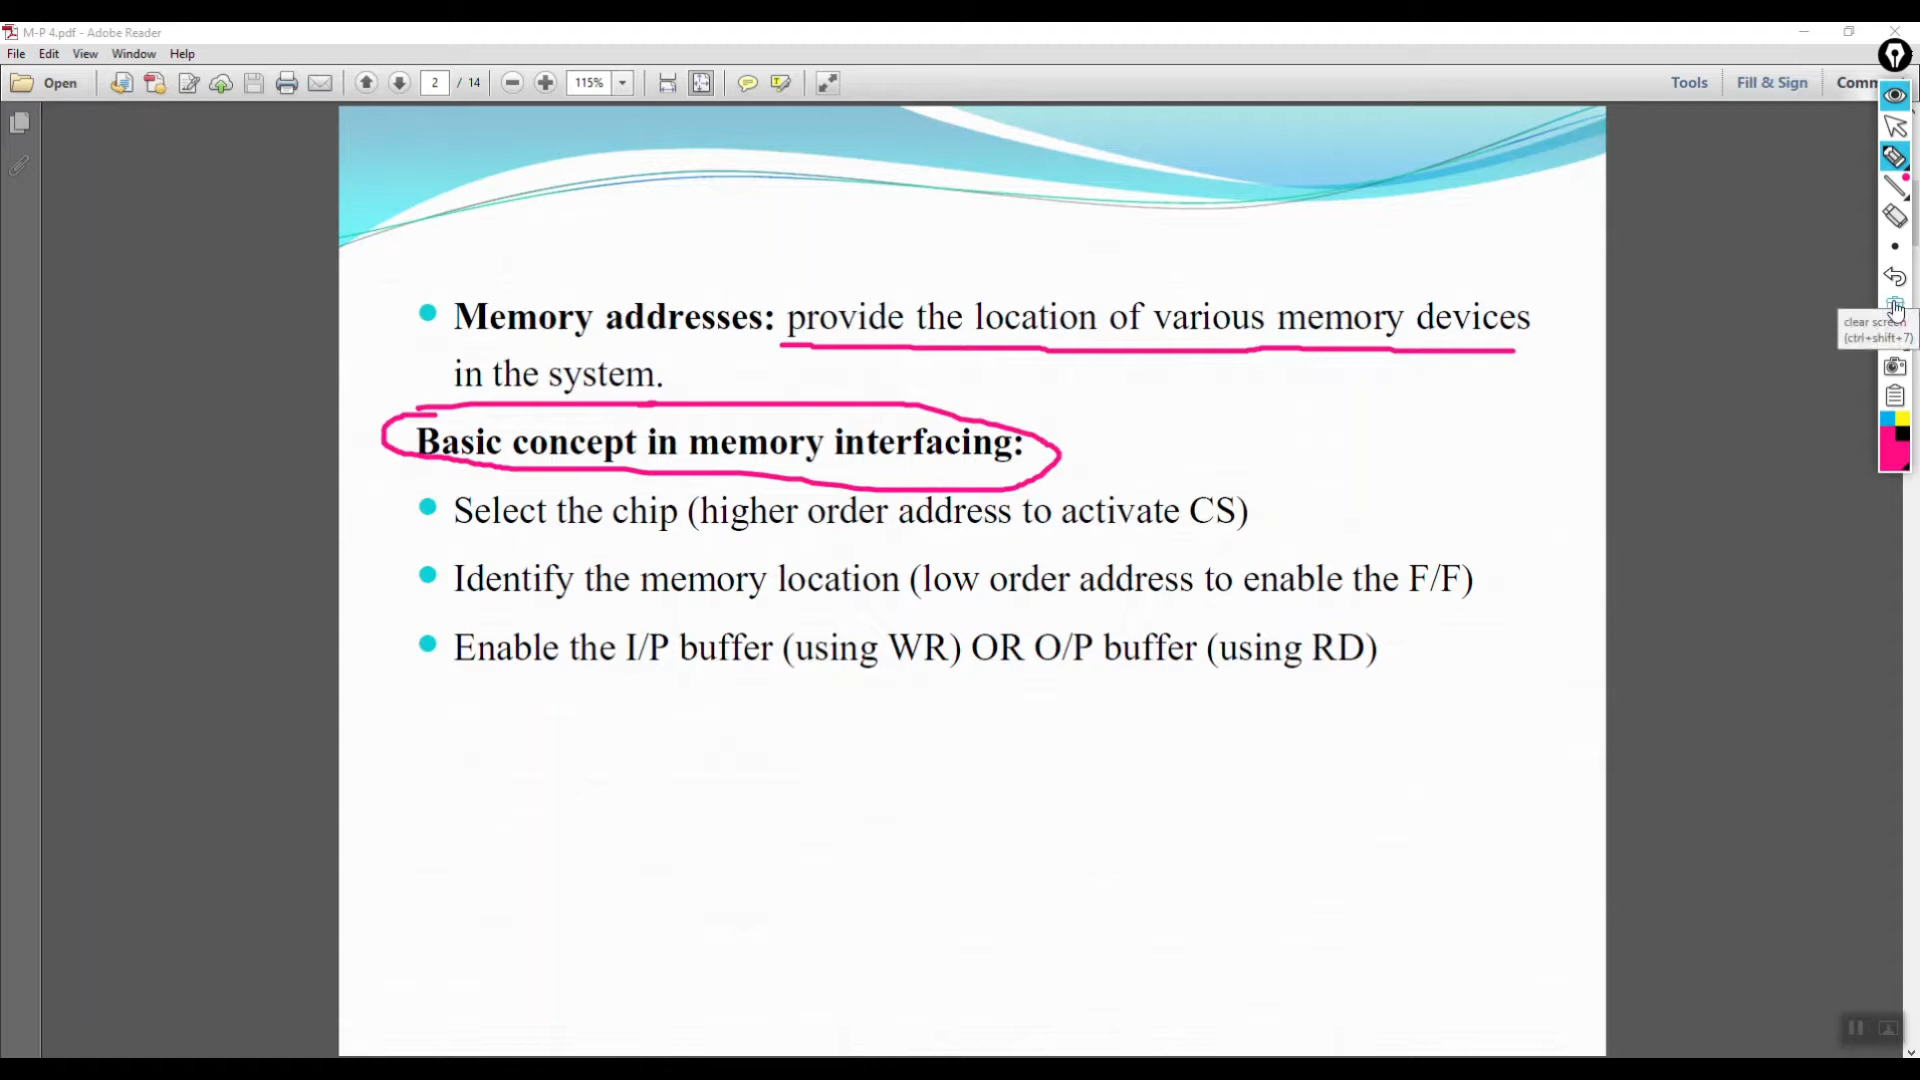 M-P 4.pdf - Adobe Reader
File Edit View Window Help
Open 2 / 14 115% Tools Fill & Sign Comm
Memory addresses: provide the location of various memory devices
in the system.
Basic concept in memory interfacing:
Select the chip (higher order address to activate CS)
Identify the memory location (low order address to enable the F/F)
Enable the I/P buffer (using WR) OR O/P buffer (using RD)
clear screen
(ctrl+shift+7)